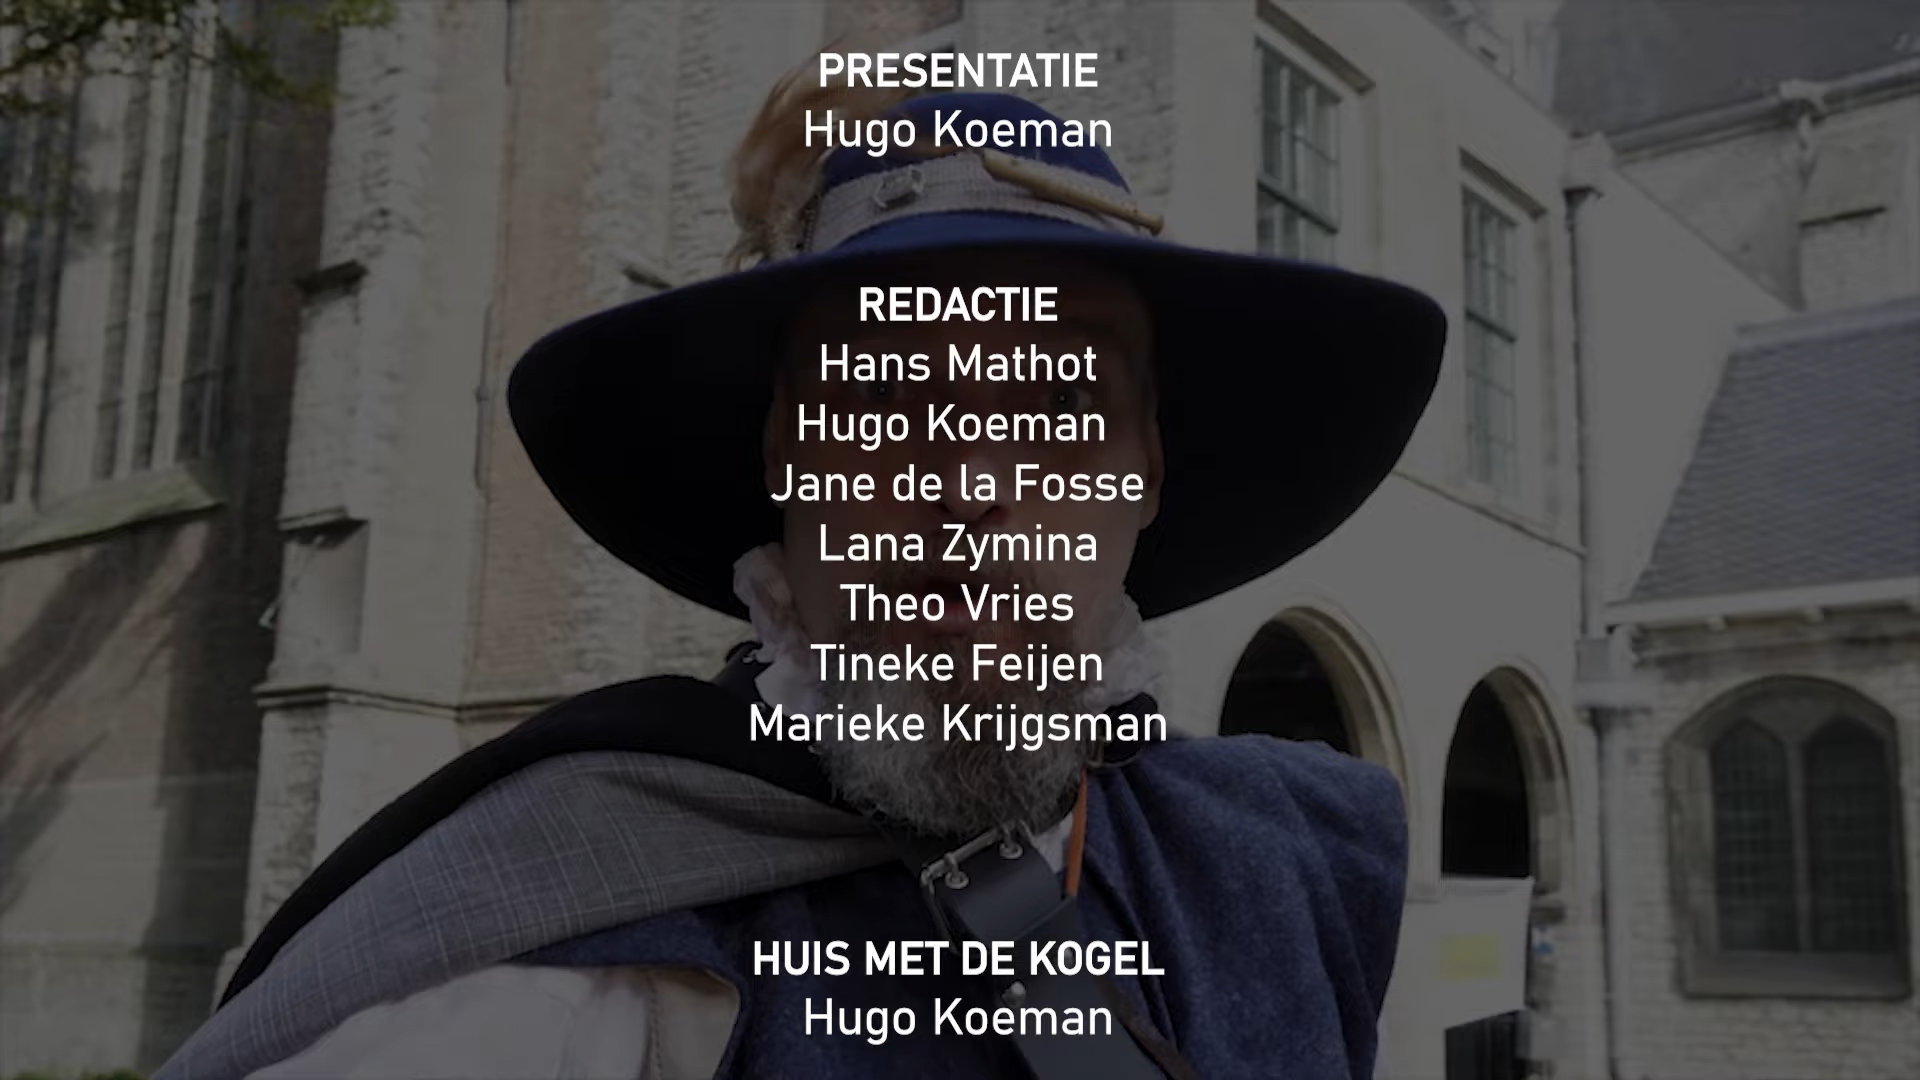 PRESENTATIE
Hugo Koeman
REDACTIE
Hans Mathot
Hugo Koeman
Jane de la Fosse
Lana Zymina
Theo Vries
Tineke Feijen
Marieke Krijgsman
HUIS MET DE KOGEL
Hugo Koeman